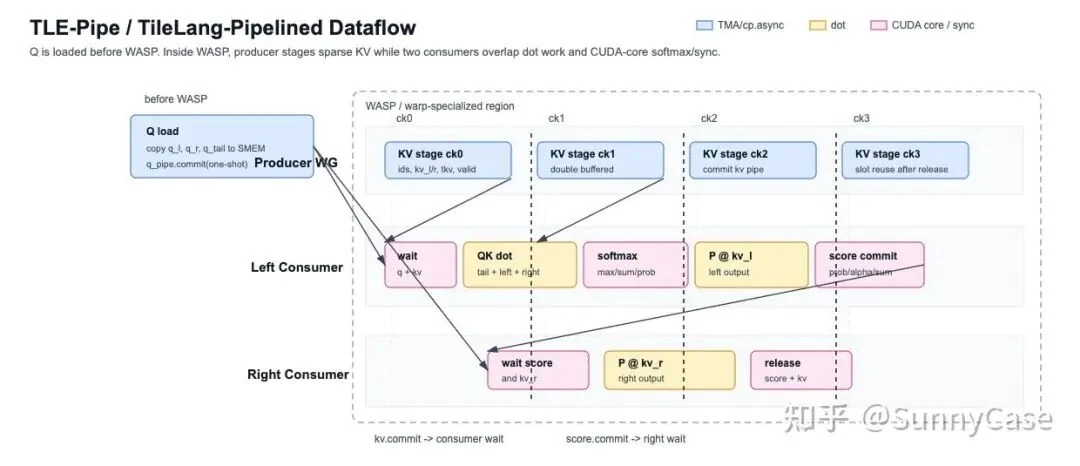 TLE-Pipe / TileLang-Pipelined Dataflow
TMA/cp.async
dot
CUDA core / sync
Q is loaded before WASP. Inside WASP, producer stages sparse KV while two consumers overlap dot work and CUDA-core softmax/sync.
before WASP
WASP / warp-specialized region
ck0
ck1
ck2
ck3
Q load
copy q_l, q_r, q_tail to SMEM
q_pipe.commit(one-shot)
Producer WG
KV stage ck0
ids, kv_l/r, tkv, valid
KV stage ck1
double buffered
KV stage ck2
commit kv pipe
KV stage ck3
slot reuse after release
Left Consumer
wait
q + kv
QK dot
tail + left + right
softmax
max/sum/prob
P @ kv_l
left output
score commit
prob/alpha/sum
Right Consumer
wait score
and kv_r
P @ kv_r
right output
release
score + kv
kv.commit -> consumer wait
score.commit -> right wait
知乎 @SunnyCase